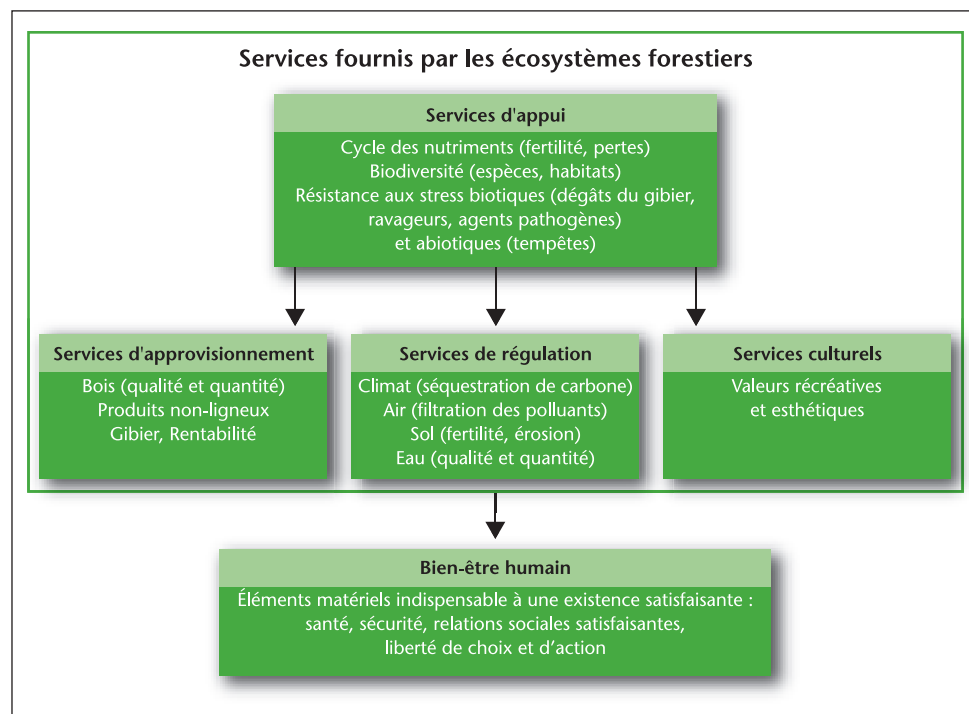 Services fournis par les écosystèmes forestiers
Services d'appui
Cycle des nutriments (fertilité, pertes)
Biodiversité (espèces, habitats)
Résistance aux stress biotiques (dégâts du gibier,
ravageurs, agents pathogènes)
et abiotiques (tempêtes)
Services d'approvisionnement
Bois (qualité et quantité)
Produits non-ligneux
Gibier, Rentabilité
Services de régulation
Climat (séquestration de carbone)
Air (filtration des polluants)
Sol (fertilité, érosion)
Eau (qualité et quantité)
Services culturels
Valeurs récréatives
et esthétiques
Bien-être humain
Éléments matériels indispensable à une existence satisfaisante :
santé, sécurité, relations sociales satisfaisantes,
liberté de choix et d’action